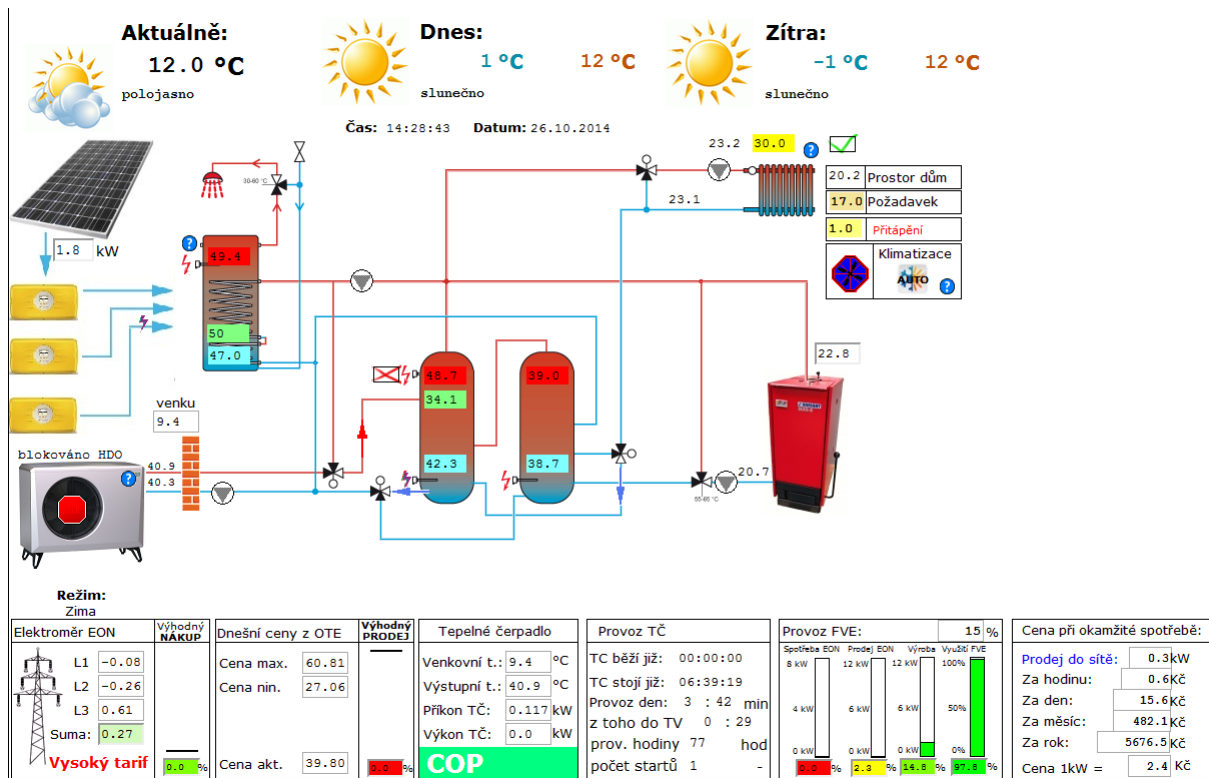 Aktuálně:
12.0 °C
polojasno
Dnes:
1 °C 12 °C
slunečno
Zítra:
-1 °C 12 °C
slunečno
Čas: 14:28:43 Datum: 26.10.2014
1.8 kW
30-60 °C
49.4
50
47.0
23.2 30.0 ?
23.1
20.2 Prostor dům
17.0 Požadavek
1.0 Přitápění
Klimatizace
AUTO ?
22.8
venku
9.4
blokováno HDO
?
40.9
40.3
48.7
34.1
42.3
39.0
38.7
20.7
Režim:
Zima
Elektroměr EON
L1 -0.08
L2 -0.26
L3 0.61
Suma: 0.27
Vysoký tarif
Výhodný
NÁKUP
0.0 %
Dnešní ceny z OTE
Cena max. 60.81
Cena nin. 27.06
Cena akt. 39.80
Výhodný
PRODEJ
0.0 %
Tepelné čerpadlo
Venkovní t.: 9.4 °C
Výstupní t.: 40.9 °C
Příkon TČ: 0.117 kW
Výkon TČ: 0.0 kW
COP
Provoz TČ
TC běží již: 00:00:00
TC stojí již: 06:39:19
Provoz den: 3 : 42 min
z toho do TV 0 : 29
prov. hodiny 77 hod
počet startů 1 -
Provoz FVE: 15 %
Spotřeba EON Prodej EON Výroba Využití FVE
8 kW 12 kW 12 kW 100%
4 kW 6 kW 6 kW 50%
0 kW 0 kW 0 kW 0%
0.0 % 2.3 % 14.8 % 97.8 %
Cena při okamžité spotřebě:
Prodej do sítě: 0.3kW
Za hodinu: 0.6Kč
Za den: 15.6Kč
Za měsíc: 482.1Kč
Za rok: 5676.5Kč
Cena 1kW = 2.4 Kč